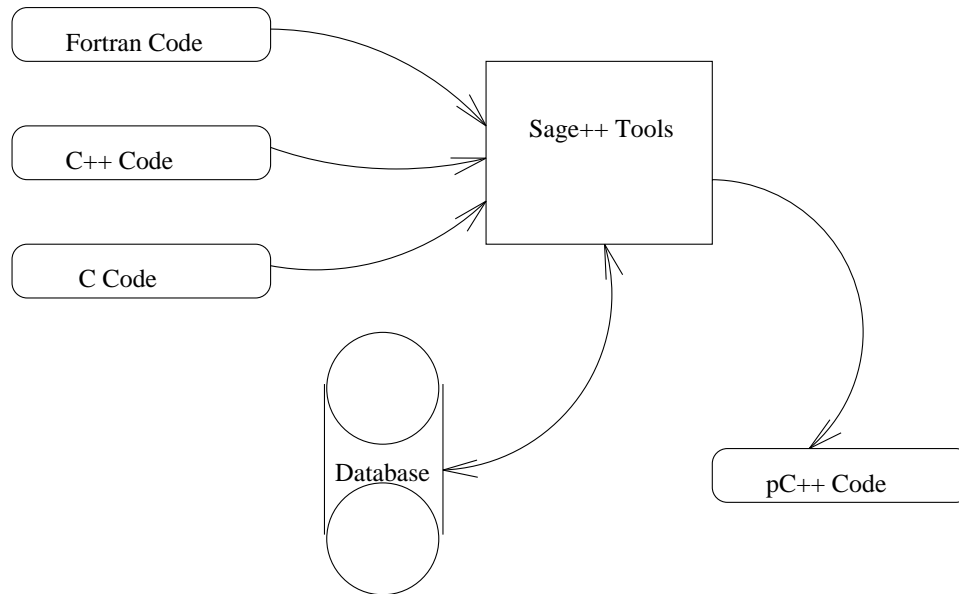 Fortran Code
Sage++ Tools
C++ Code
C Code
Database
pC++ Code